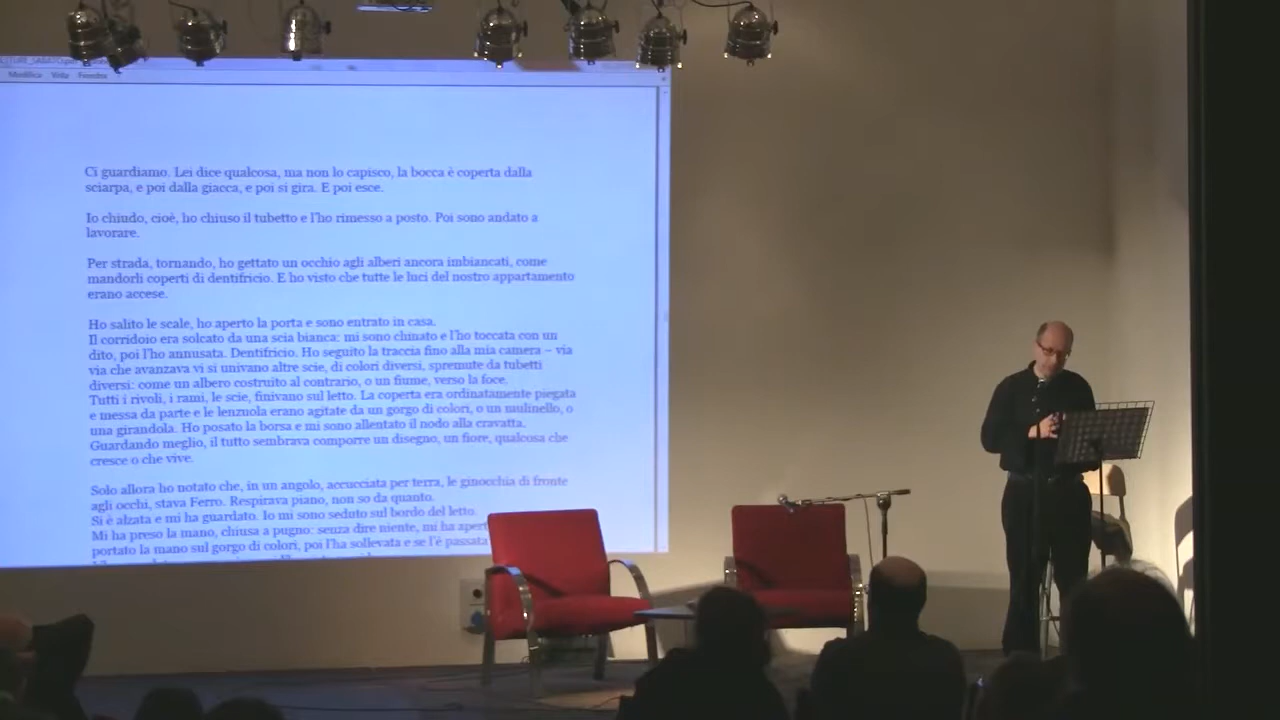 Modifica Vista Finestra
Ci guardiamo. Lei dice qualcosa, ma non lo capisco, la bocca è coperta dalla
sciarpa, e poi dalla giacca, e poi si gira. E poi esce.
Io chiudo, cioè, ho chiuso il tubetto e l'ho rimesso a posto. Poi sono andato a
lavorare.
Per strada, tornando, ho gettato un occhio agli alberi ancora imbiancati, come
mandorli coperti di dentifricio. E ho visto che tutte le luci del nostro appartamento
erano accese.
Ho salito le scale, ho aperto la porta e sono entrato in casa.
Il corridoio era solcato da una scia bianca: mi sono chinato e l'ho toccata con un
dito, poi l'ho annusata. Dentifricio. Ho seguito la traccia fino alla mia camera – via
via che avanzava vi si univano altre scie, di colori diversi, spremute da tubetti
diversi: come un albero costruito al contrario, o un fiume, verso la foce.
Tutti i rivoli, i rami, le scie, finivano sul letto. La coperta era ordinatamente piegata
e messa da parte e le lenzuola erano agitate da un gorgo di colori, o un mulinello, o
una girandola. Ho posato la borsa e mi sono allentato il nodo alla cravatta.
Guardando meglio, il tutto sembrava comporre un disegno, un fiore, qualcosa che
cresce o che vive.
Solo allora ho notato che, in un angolo, accucciata per terra, le ginocchia di fronte
agli occhi, stava Ferro. Respirava piano, non so da quanto.
Si è alzata e mi ha guardato. Io mi sono seduto sul bordo del letto.
Mi ha preso la mano, chiusa a pugno: senza dire niente, mi ha apert
portato la mano sul gorgo di colori, poi l'ha sollevata e se l'è passata